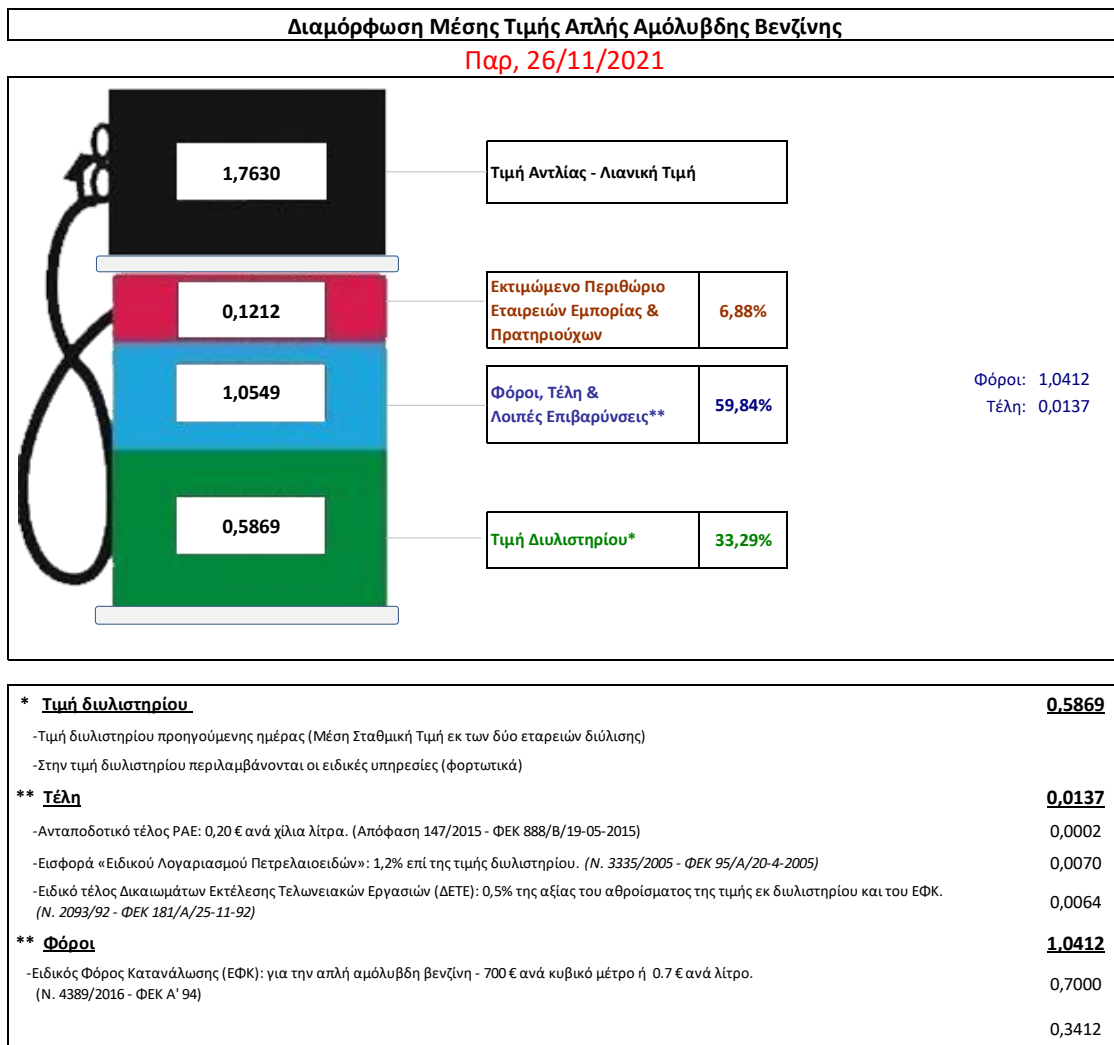 Διαμόρφωση Μέσης Τιμής Απλής Αμόλυβδης Βενζίνης
Παρ, 26/11/2021
1,7630
Τιμή Αντλίας - Λιανική Τιμή
0,1212
Εκτιμώμενο Περιθώριο
Εταιρειών Εμπορίας &
Πρατηριούχων
6,88%
1,0549
Φόροι, Τέλη &
Λοιπές Επιβαρύνσεις**
59,84%
Φόροι: 1,0412
Τέλη: 0,0137
0,5869
Τιμή Διυλιστηρίου*
33,29%
* Τιμή διυλιστηρίου 0,5869
-Τιμή διυλιστηρίου προηγούμενης ημέρας (Μέση Σταθμική Τιμή εκ των δύο εταρειών διύλισης)
-Στην τιμή διυλιστηρίου περιλαμβάνονται οι ειδικές υπηρεσίες (φορτωτικά)
** Τέλη 0,0137
-Ανταποδοτικό τέλος ΡΑΕ: 0,20 € ανά χίλια λίτρα. (Απόφαση 147/2015 - ΦΕΚ 888/Β/19-05-2015) 0,0002
-Εισφορά «Ειδικού Λογαριασμού Πετρελαιοειδών»: 1,2% επί της τιμής διυλιστηρίου. (Ν. 3335/2005 - ΦΕΚ 95/Α/20-4-2005) 0,0070
-Ειδικό τέλος Δικαιωμάτων Εκτέλεσης Τελωνειακών Εργασιών (ΔΕΤΕ): 0,5% της αξίας του αθροίσματος της τιμής εκ διυλιστηρίου και του ΕΦΚ.
(Ν. 2093/92 - ΦΕΚ 181/Α/25-11-92) 0,0064
** Φόροι 1,0412
-Ειδικός Φόρος Κατανάλωσης (ΕΦΚ): για την απλή αμόλυβδη βενζίνη - 700 € ανά κυβικό μέτρο ή 0.7 € ανά λίτρο.
(Ν. 4389/2016 - ΦΕΚ Α' 94) 0,7000
0,3412